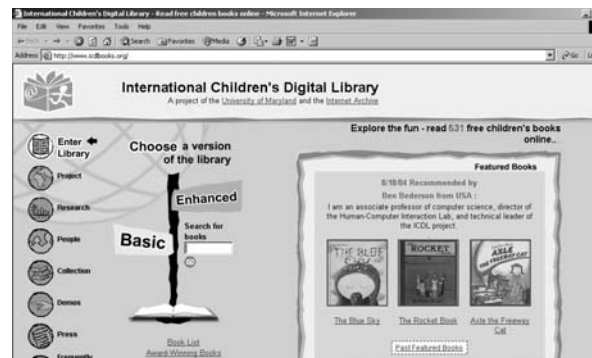 International Children's Digital Library - Read free children books online - Microsoft Internet Explorer
File Edit View Favorites Tools Help
Back Search Favorites Media
Address http://www.icdlbooks.org/ Go
International Children's Digital Library
A project of the University of Maryland and the Internet Archive
Explore the fun - read 531 free children's books
online..
Enter
Library
Project
Research
People
Collection
Demos
Press
Frequently
Choose a version
of the library
Enhanced
Basic
Search for
books
Book List
Award-Winning Books
Featured Books
8/18/04 Recommended by
Ben Bederson from USA :
I am an associate professor of computer science, director of
the Human-Computer Interaction Lab, and technical leader of
the ICDL project.
THE BLUE
SKY
ROCKET
AXLE
THE FREEWAY
CAT
The Blue Sky
The Rocket Book
Axle the Freeway
Cat
Past Featured Books